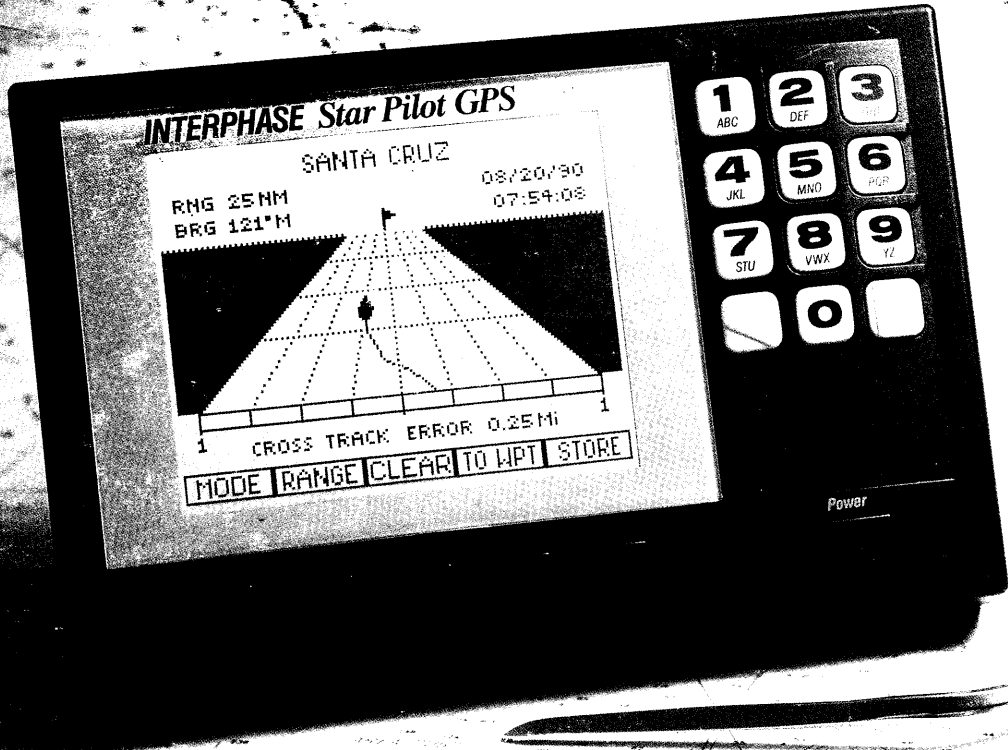 INTERPHASE Star Pilot GPS
SANTA CRUZ
RNG 25NM 08/20/90
BRG 121°M 07:54:08
1 1
CROSS TRACK ERROR 0.25Mi
MODE RANGE CLEAR TO WPT STORE
1 2 3
ABC DEF
4 5 6
JKL MNO PQR
7 8 9
STU VWX YZ
0
Power